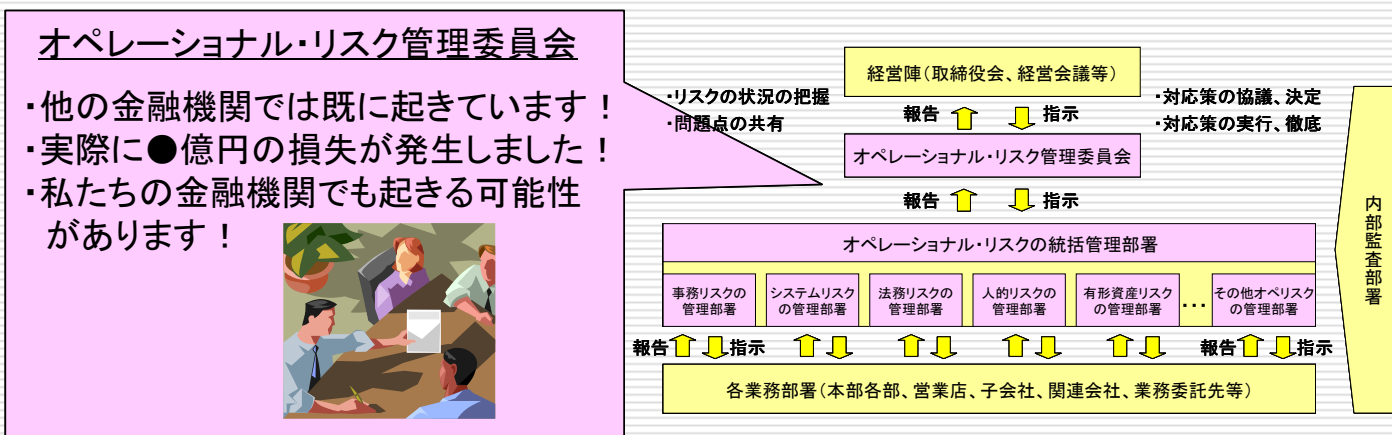 オペレーショナル・リスク管理委員会
・他の金融機関では既に起きています！
・実際に●億円の損失が発生しました！
・私たちの金融機関でも起きる可能性
があります！
経営陣（取締役会、経営会議等）
・リスクの状況の把握
・問題点の共有
報告
指示
・対応策の協議、決定
・対応策の実行、徹底
オペレーショナル・リスク管理委員会
報告
指示
オペレーショナル・リスクの統括管理部署
事務リスクの
管理部署
システムリスク
の管理部署
法務リスクの
管理部署
人的リスクの
管理部署
有形資産リスク
の管理部署
・・・
その他オペリスク
の管理部署
報告
指示
報告
指示
各業務部署（本部各部、営業店、子会社、関連会社、業務委託先等）
内部監査部署